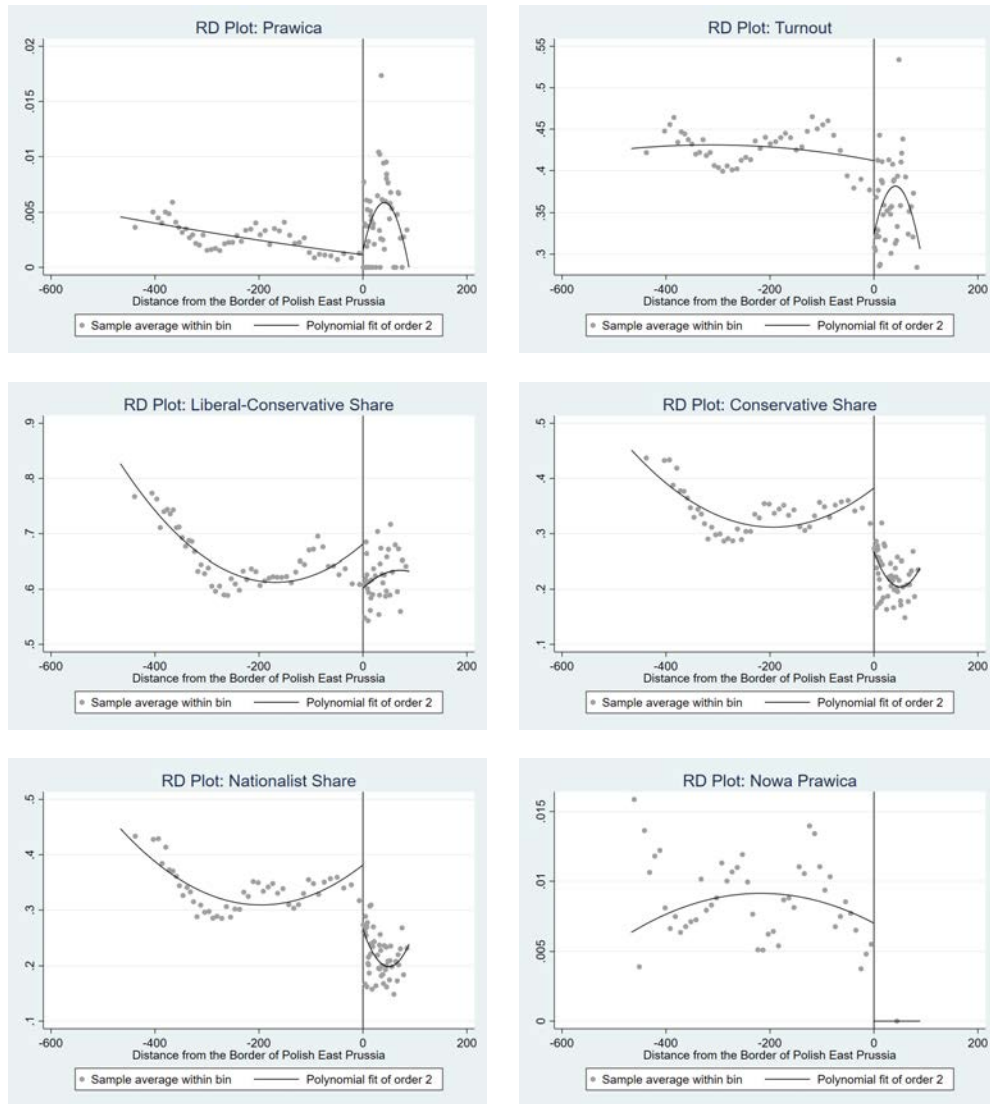 RD Plot: Prawica
.02
.015
.01
.005
0
-600 -400 -200 0 200
Distance from the Border of Polish East Prussia
Sample average within bin Polynomial fit of order 2
RD Plot: Turnout
.55
.5
.45
.4
.35
.3
-600 -400 -200 0 200
Distance from the Border of Polish East Prussia
Sample average within bin Polynomial fit of order 2
RD Plot: Liberal-Conservative Share
.9
.8
.7
.6
.5
-600 -400 -200 0 200
Distance from the Border of Polish East Prussia
Sample average within bin Polynomial fit of order 2
RD Plot: Conservative Share
.5
.4
.3
.2
.1
-600 -400 -200 0 200
Distance from the Border of Polish East Prussia
Sample average within bin Polynomial fit of order 2
RD Plot: Nationalist Share
.5
.4
.3
.2
.1
-600 -400 -200 0 200
Distance from the Border of Polish East Prussia
Sample average within bin Polynomial fit of order 2
RD Plot: Nowa Prawica
.015
.01
.005
0
-600 -400 -200 0 200
Distance from the Border of Polish East Prussia
Sample average within bin Polynomial fit of order 2